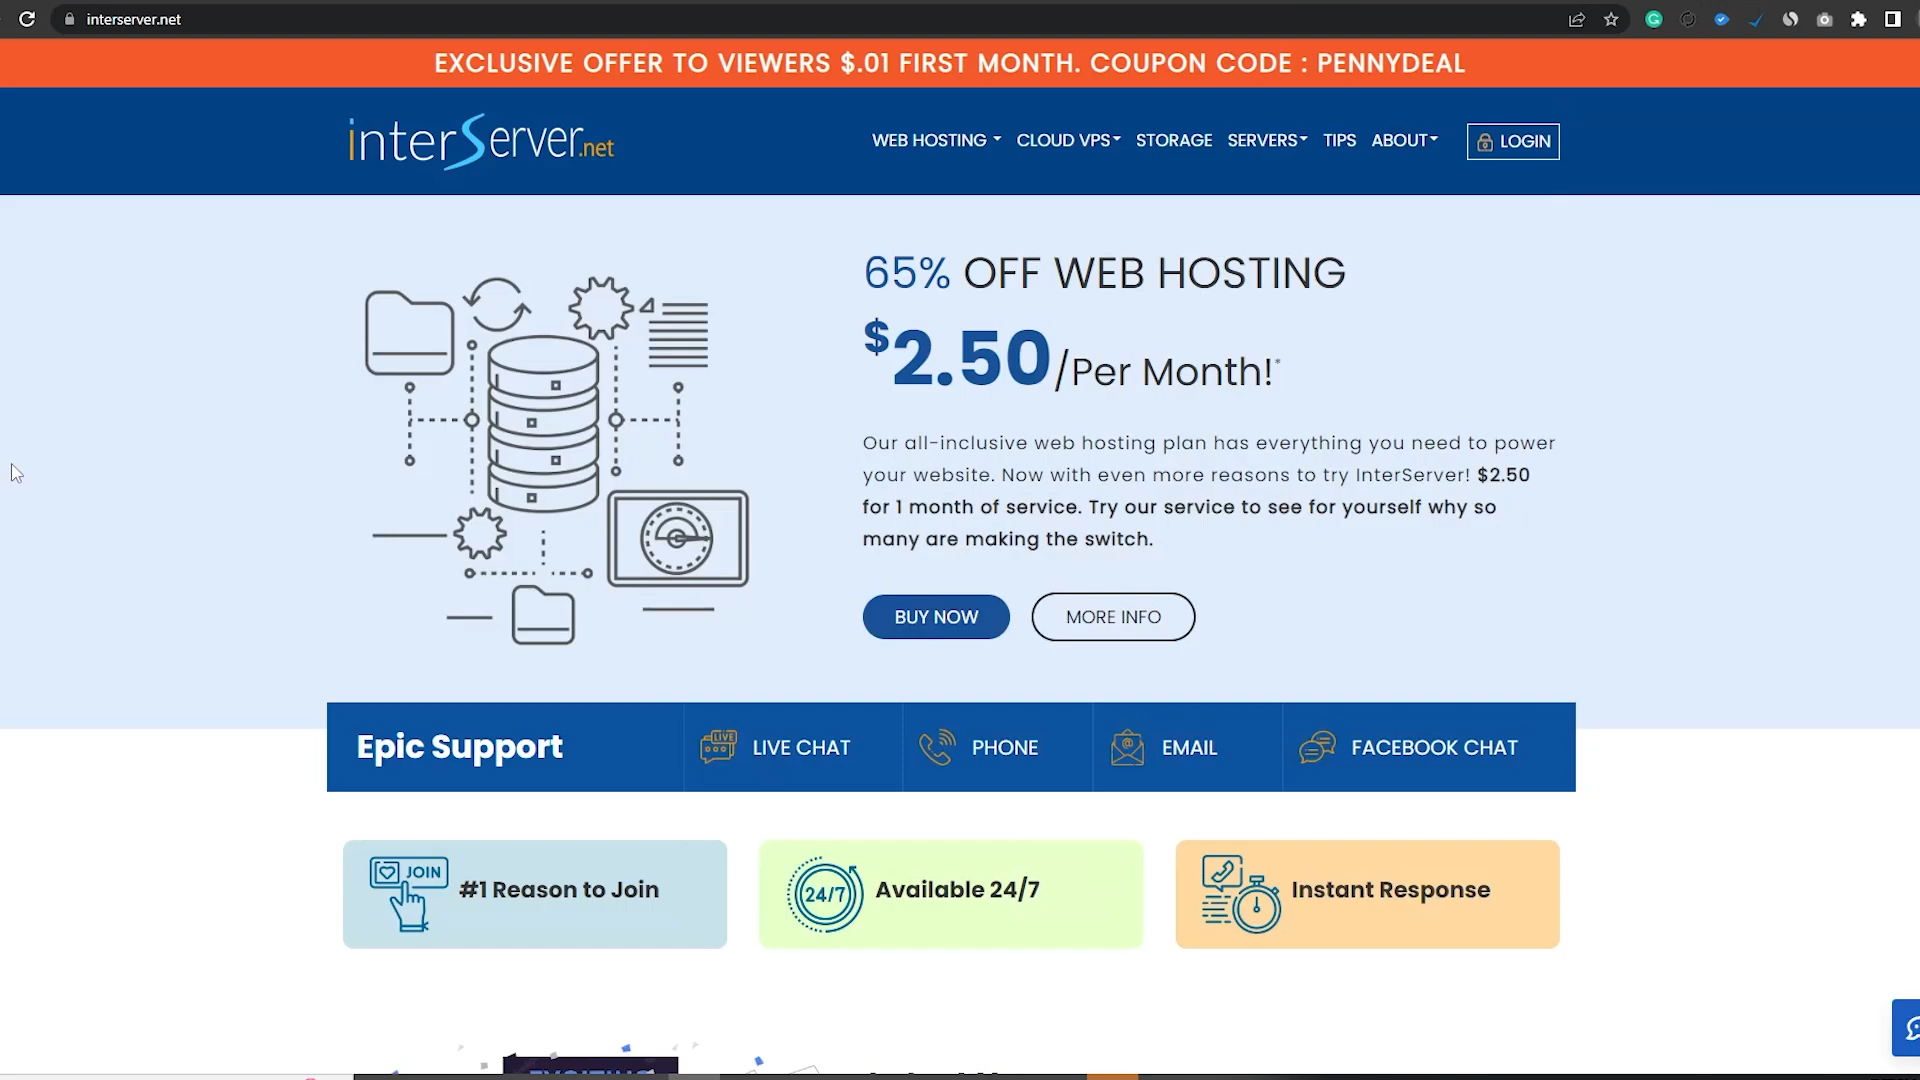 interserver.net
EXCLUSIVE OFFER TO VIEWERS $.01 FIRST MONTH. COUPON CODE : PENNYDEAL
interServer.net
WEB HOSTING CLOUD VPS STORAGE SERVERS TIPS ABOUT LOGIN
65% OFF WEB HOSTING
$2.50/Per Month!*
Our all-inclusive web hosting plan has everything you need to power
your website. Now with even more reasons to try InterServer! $2.50
for 1 month of service. Try our service to see for yourself why so
many are making the switch.
BUY NOW MORE INFO
Epic Support LIVE LIVE CHAT PHONE EMAIL FACEBOOK CHAT
JOIN #1 Reason to Join
24/7 Available 24/7
Instant Response